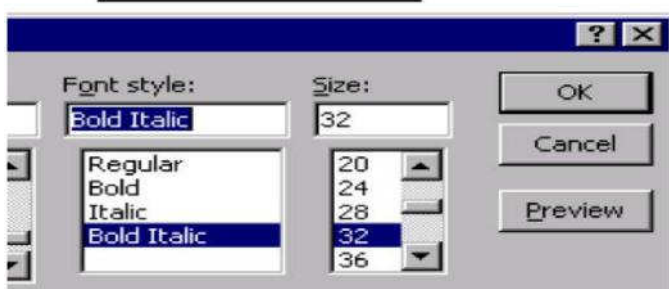 ? X
Font style: Size:
Bold Italic 32 OK
Cancel
Regular 20
Bold 24
Italic 28 Preview
Bold Italic 32
36